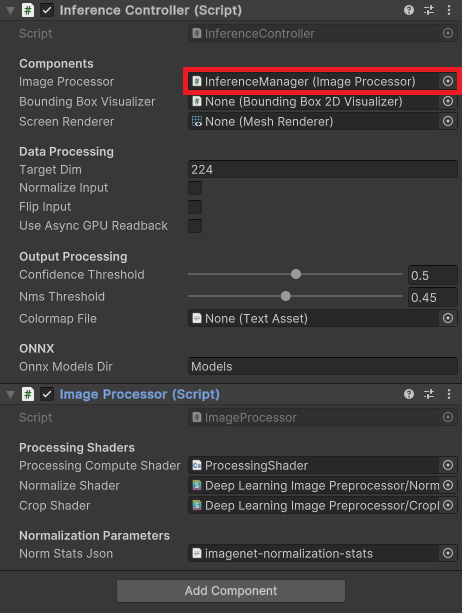 Inference Controller (Script)
Script InferenceController
Components
Image Processor InferenceManager (Image Processor)
Bounding Box Visualizer None (Bounding Box 2D Visualizer)
Screen Renderer None (Mesh Renderer)
Data Processing
Target Dim 224
Normalize Input
Flip Input
Use Async GPU Readback
Output Processing
Confidence Threshold 0.5
Nms Threshold 0.45
Colormap File None (Text Asset)
ONNX
Onnx Models Dir Models
Image Processor (Script)
Script ImageProcessor
Processing Shaders
Processing Compute Shader ProcessingShader
Normalize Shader Deep Learning Image Preprocessor/Norm
Crop Shader Deep Learning Image Preprocessor/Crop
Normalization Parameters
Norm Stats Json imagenet-normalization-stats
Add Component